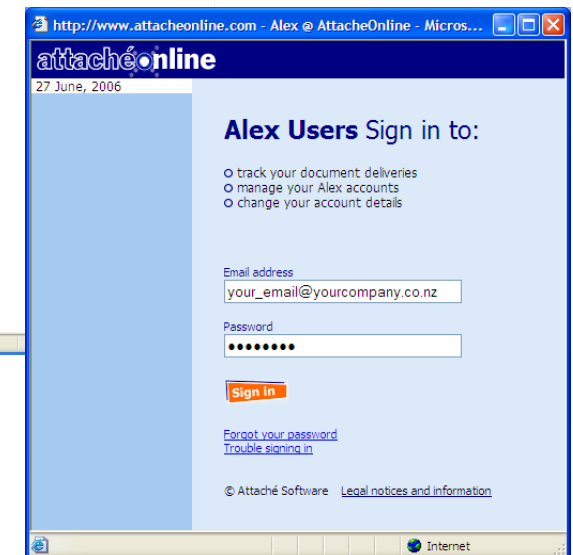 http://www.attacheonline.com - Alex @ AttacheOnline - Micros...
attachéonline
27 June, 2006
Alex Users Sign in to:
track your document deliveries
manage your Alex accounts
change your account details
Email address
your_email@yourcompany.co.nz
Password
••••••••
Sign in
Forgot your password
Trouble signing in
© Attaché Software Legal notices and information
Internet